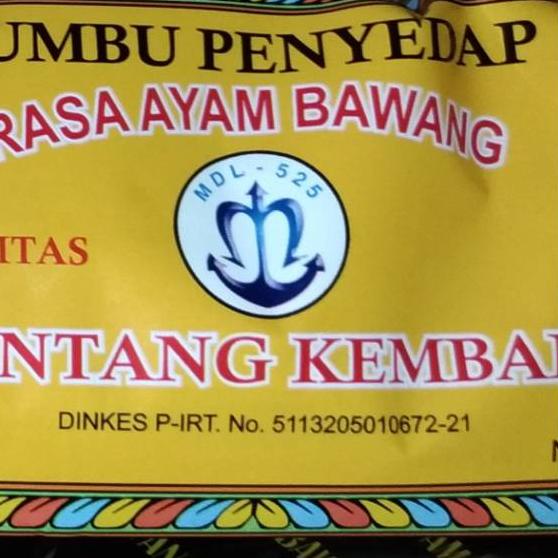 UMBU PENYEDAP
RASA AYAM BAWANG
MDL - 525
ITAS
NTANG KEMBA
DINKES P-IRT. No. 5113205010672-21